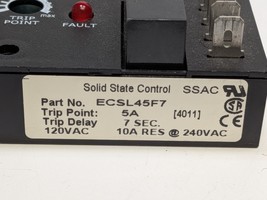 TRIP
POINT
max
FAULT
Solid State Control SSAC
Part No. ECSL45F7
Trip Point: 5A [4011]
Trip Delay 7 SEC.
120VAC 10A RES @ 240VAC